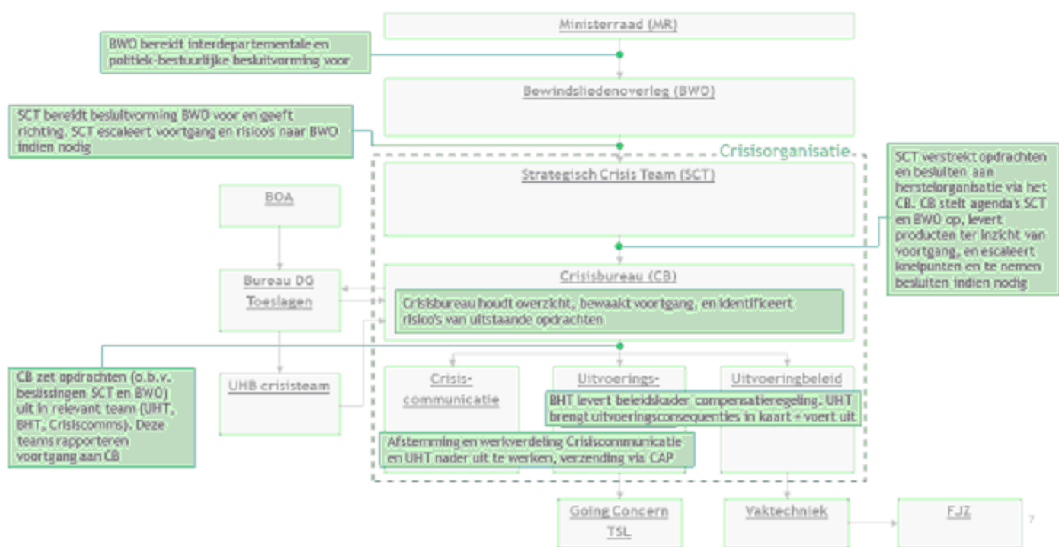 Ministerraad (MR)
BWO bereidt interdepartementale en
politiek-bestuurlijke besluitvorming voor
Bewindsliedenoverleg (BWO)
SCT bereidt besluitvorming BWO voor en geeft
richting. SCT escaleert voortgang en risico's naar BWO
indien nodig
Crisisorganisatie
Strategisch Crisis Team (SCT)
SCT verstrekt opdrachten
en besluiten aan
herstelorganisatie via het
CB. CB stelt agenda's SCT
en BWO op, levert
producten ter inzicht van
voortgang, en escaleert
knelpunten en te nemen
besluiten indien nodig
BOA
Bureau DG
Toeslagen
Crisisbureau (CB)
Crisisbureau houdt overzicht, bewaakt voortgang, en identificeert
risico's van uitstaande opdrachten
CB zet opdrachten (o.b.v.
beslissingen SCT en BWO)
uit in relevant team (UHT,
BHT, Crisiscomms). Deze
teams rapporteren
voortgang aan CB
UHB crisisteam
Crisis-
communicatie
Uitvoerings-
Uitvoeringbeleid
BHT levert beleidskader compensatieregeling. UHT
brengt uitvoeringsconsequenties in kaart + voert uit
Afstemming en werkverdeling Crisiscommunicatie
en UHT nader uit te werken, verzending via CAP
Going Concern
TSL
Vaktechniek
FJZ
7